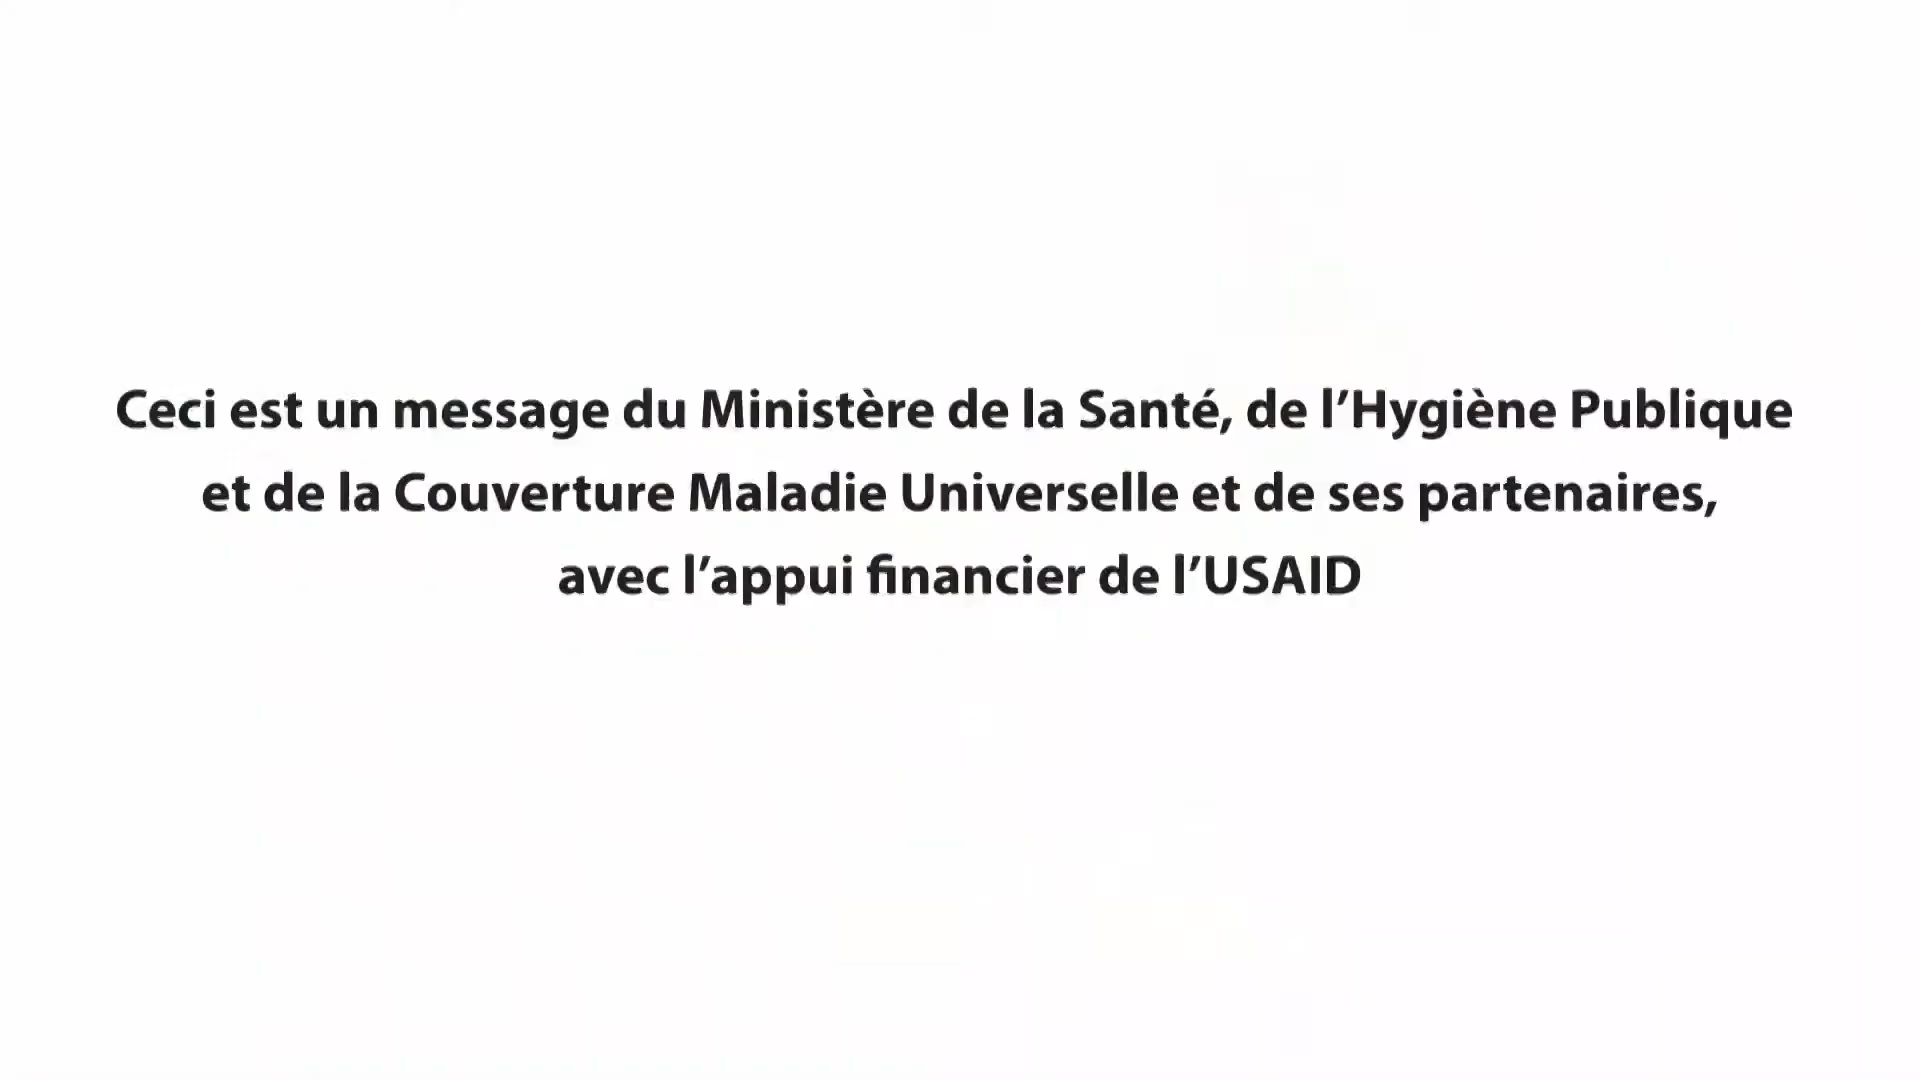 Ceci est un message du Ministère de la Santé, de l’Hygiène Publique
et de la Couverture Maladie Universelle et de ses partenaires,
avec l’appui financier de l’USAID